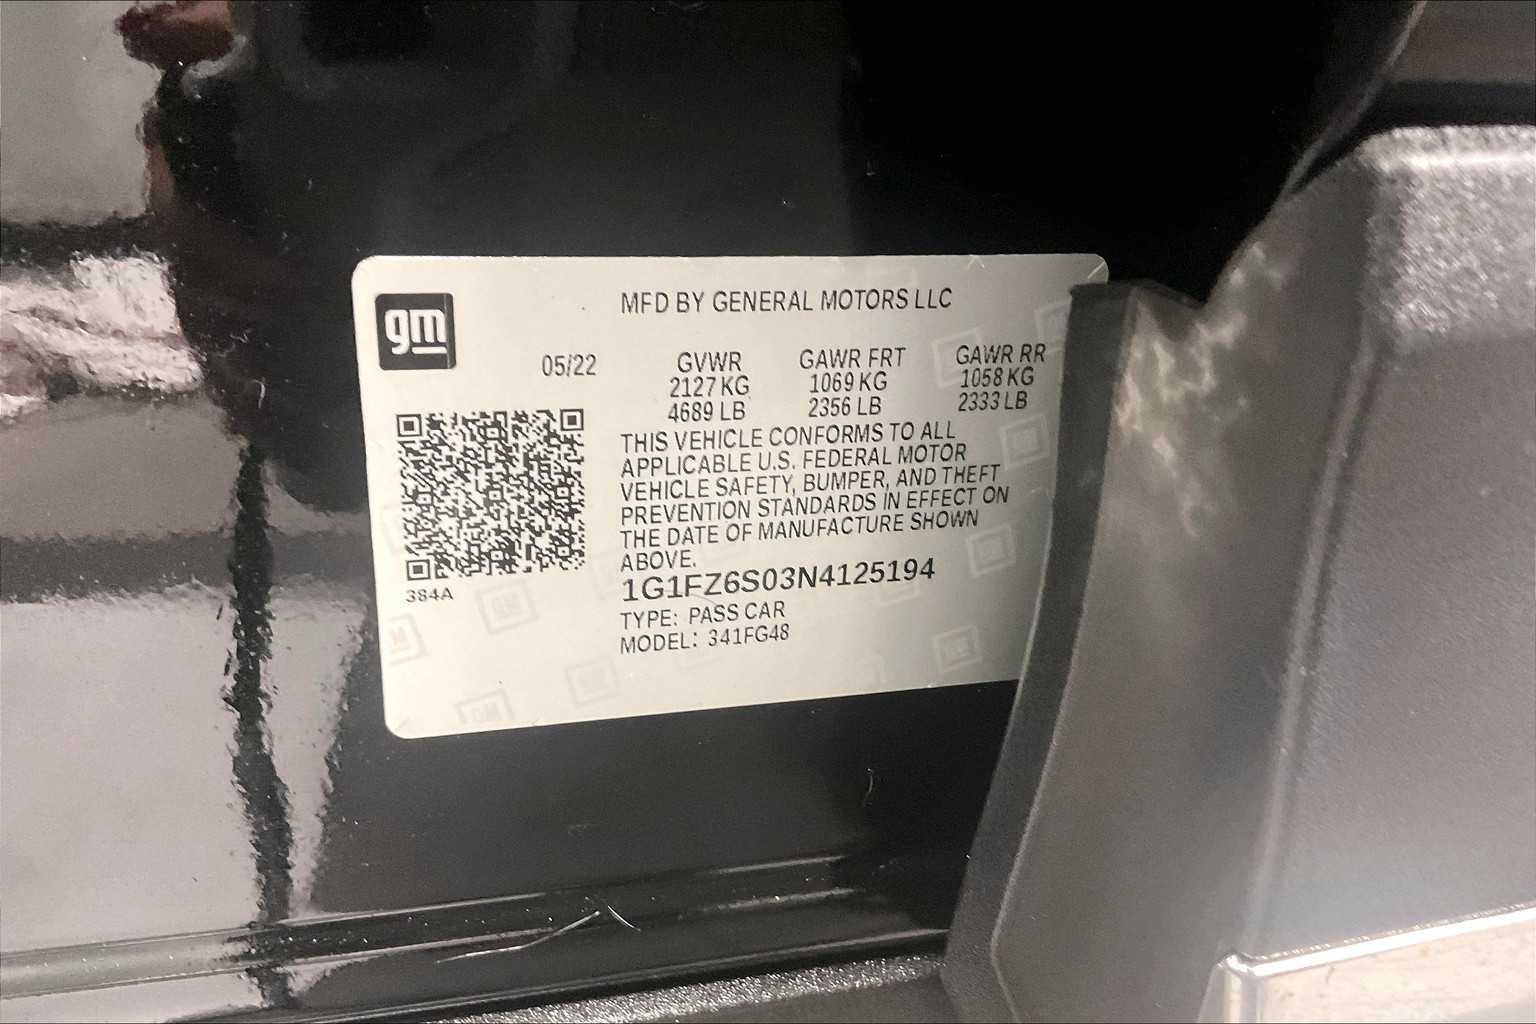 gm
MFD BY GENERAL MOTORS LLC
05/22
GVWR GAWR FRT GAWR RR
2127 KG 1069 KG 1058 KG
4689 LB 2356 LB 2333 LB
THIS VEHICLE CONFORMS TO ALL
APPLICABLE U.S. FEDERAL MOTOR
VEHICLE SAFETY, BUMPER, AND THEFT
PREVENTION STANDARDS IN EFFECT ON
THE DATE OF MANUFACTURE SHOWN
ABOVE.
384A
1G1FZ6S03N4125194
TYPE: PASS CAR
MODEL: 341FG48